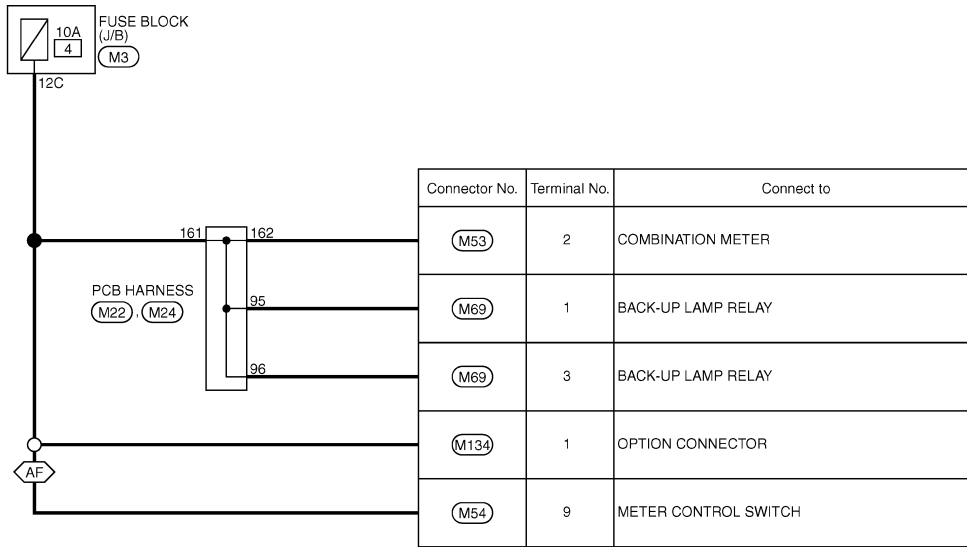 10A
4
FUSE BLOCK
(J/B)
M3
12C
Connector No. Terminal No. Connect to
161 162 M53 2 COMBINATION METER
PCB HARNESS
M22 , M24
95 M69 1 BACK-UP LAMP RELAY
96 M69 3 BACK-UP LAMP RELAY
M134 1 OPTION CONNECTOR
AF
M54 9 METER CONTROL SWITCH